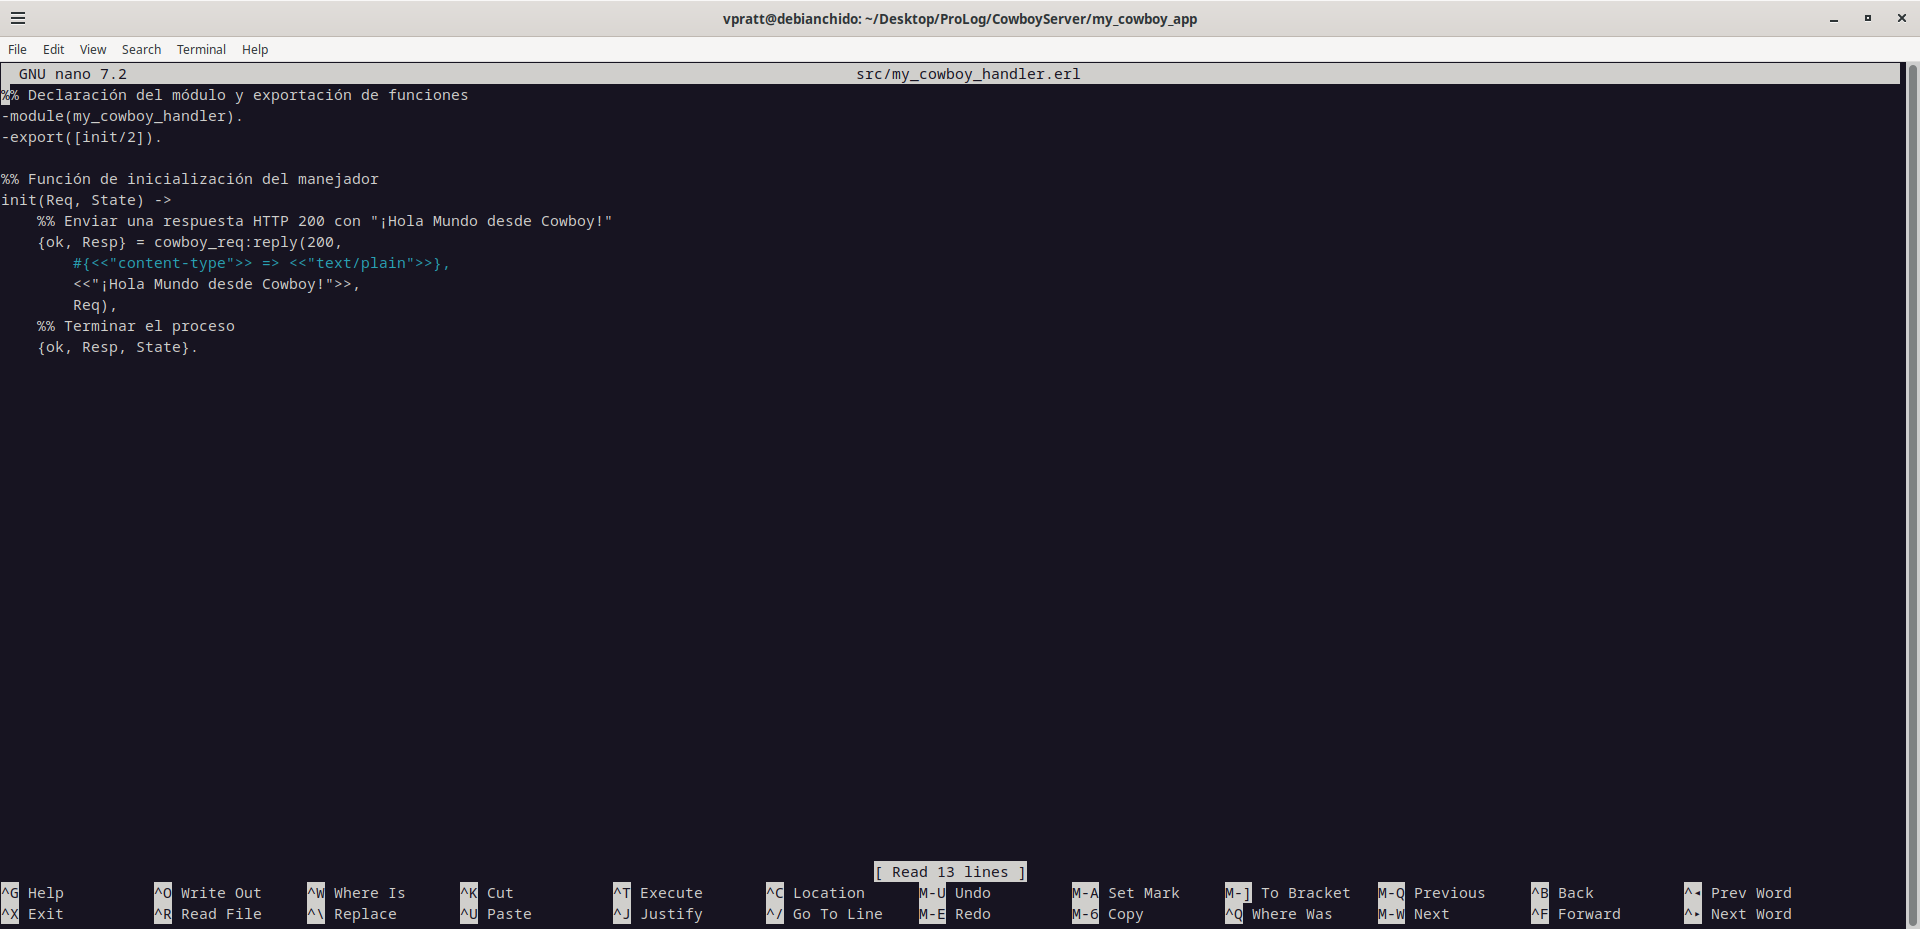 vpratt@debianchido: ~/Desktop/ProLog/CowboyServer/my_cowboy_app
File Edit View Search Terminal Help
GNU nano 7.2 src/my_cowboy_handler.erl
%% Declaración del módulo y exportación de funciones
-module(my_cowboy_handler).
-export([init/2]).
%% Función de inicialización del manejador
init(Req, State) ->
    %% Enviar una respuesta HTTP 200 con "¡Hola Mundo desde Cowboy!"
    {ok, Resp} = cowboy_req:reply(200,
        #{<<"content-type">> => <<"text/plain">>},
        <<"¡Hola Mundo desde Cowboy!">>,
        Req),
    %% Terminar el proceso
    {ok, Resp, State}.
[ Read 13 lines ]
^G Help ^O Write Out ^W Where Is ^K Cut ^T Execute ^C Location M-U Undo M-A Set Mark M-] To Bracket M-Q Previous ^B Back ^◂ Prev Word
^X Exit ^R Read File ^\ Replace ^U Paste ^J Justify ^/ Go To Line M-E Redo M-6 Copy ^Q Where Was M-W Next ^F Forward ^▸ Next Word